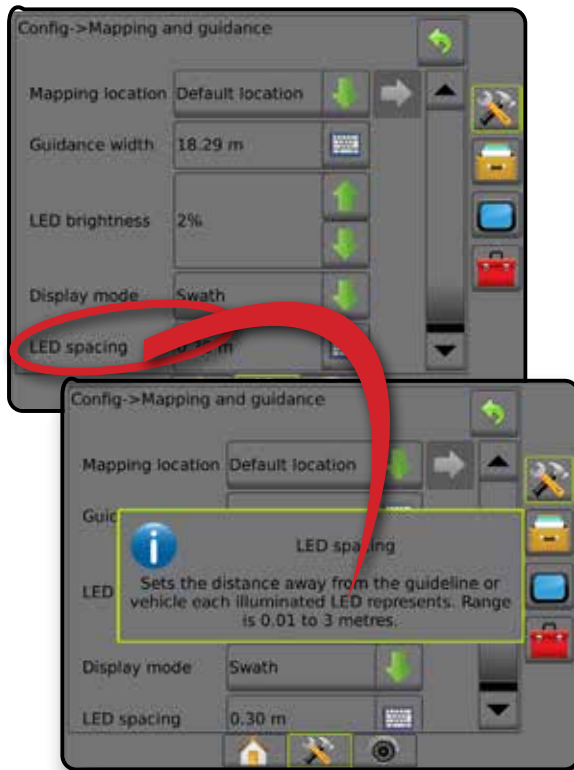 Config->Mapping and guidance
Mapping location Default location
Guidance width 18.29 m
LED brightness 2%
Display mode Swath
LED spacing m
Config->Mapping and guidance
Mapping location Default location
LED spacing
Sets the distance away from the guideline or
vehicle each illuminated LED represents. Range
is 0.01 to 3 metres.
LED
Display mode Swath
LED spacing 0.30 m